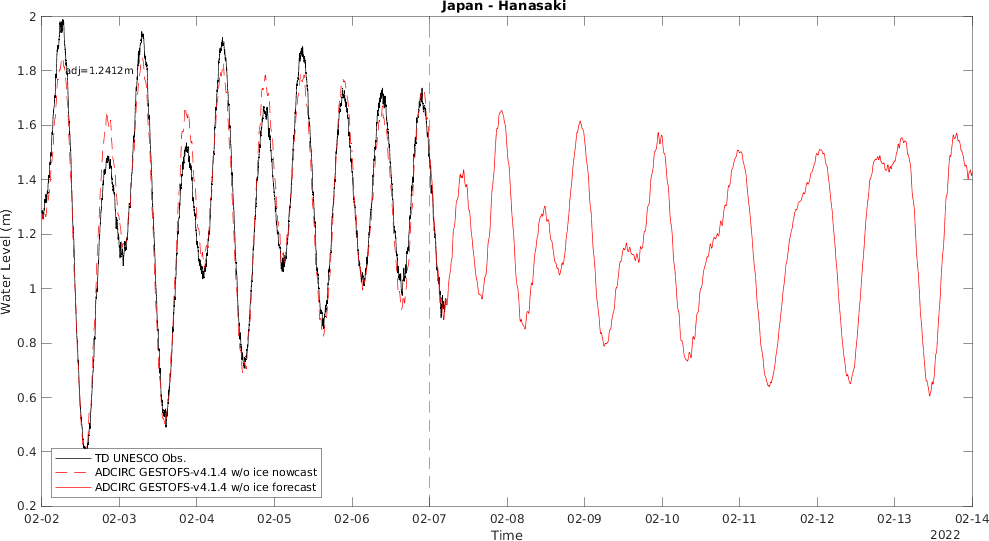 Japan - Hanasaki
2
1.8
1.6
1.4
1.2
1
0.8
0.6
0.4
0.2
Water Level (m)
adj=1.2412m
TD UNESCO Obs.
ADCIRC GESTOFS-v4.1.4 w/o ice nowcast
ADCIRC GESTOFS-v4.1.4 w/o ice forecast
02-02 02-03 02-04 02-05 02-06 02-07 02-08 02-09 02-10 02-11 02-12 02-13 02-14
Time
2022